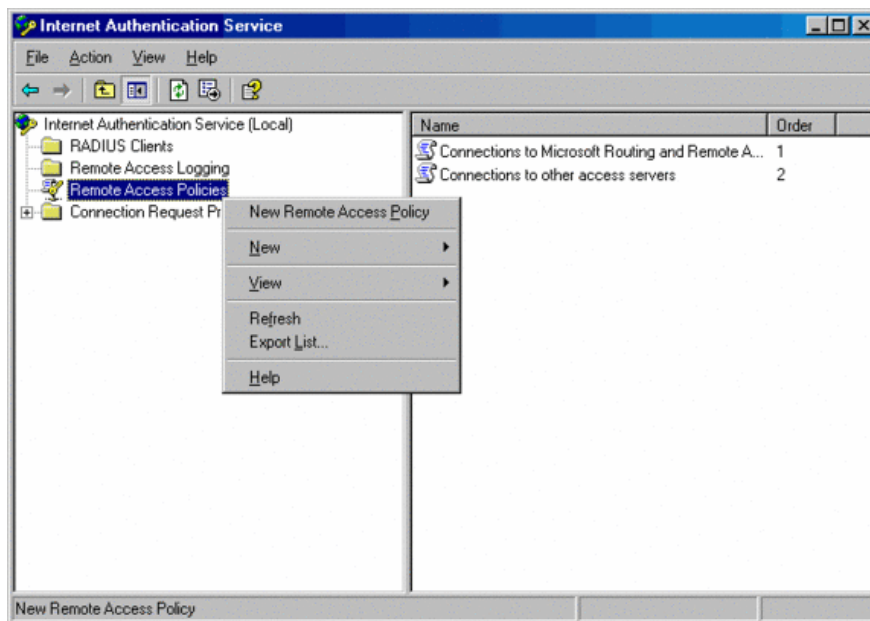 Internet Authentication Service
File Action View Help
Internet Authentication Service (Local)
RADIUS Clients
Remote Access Logging
Remote Access Policies
Connection Request Pr
Name Order
Connections to Microsoft Routing and Remote A... 1
Connections to other access servers 2
New Remote Access Policy
New
View
Refresh
Export List...
Help
New Remote Access Policy